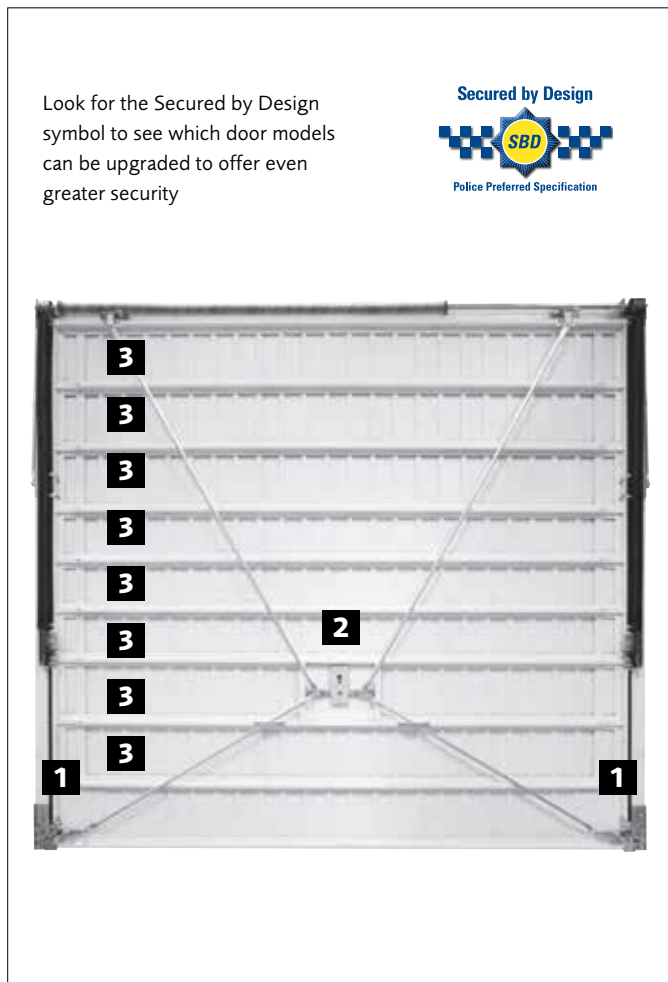 Look for the Secured by Design
symbol to see which door models
can be upgraded to offer even
greater security
Secured by Design
SBD
Police Preferred Specification
3
3
3
3
3
3
2
3
3
1
1